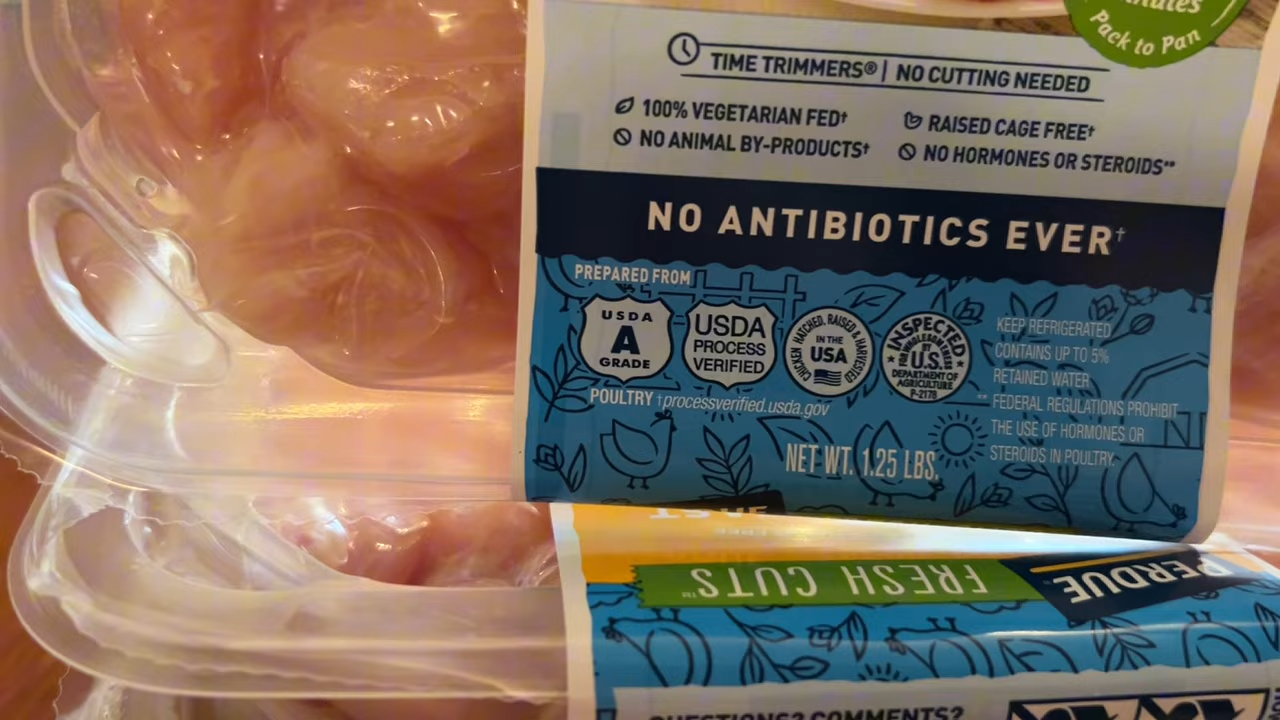 Pack to Pan
TIME TRIMMERS® | NO CUTTING NEEDED
100% VEGETARIAN FED†
RAISED CAGE FREE†
NO ANIMAL BY-PRODUCTS†
NO HORMONES OR STEROIDS**
NO ANTIBIOTICS EVER†
PREPARED FROM
USDA
A
GRADE
USDA
PROCESS
VERIFIED
CHICKEN HATCHED, RAISED & HARVESTED
IN THE
USA
INSPECTED
FOR WHOLESOMENESS
U.S.
DEPARTMENT OF
AGRICULTURE
P-2178
POULTRY †processverified.usda.gov
KEEP REFRIGERATED
CONTAINS UP TO 5%
RETAINED WATER
** FEDERAL REGULATIONS PROHIBIT
THE USE OF HORMONES OR
STEROIDS IN POULTRY.
NET WT. 1.25 LBS.
PERDUE
FRESH CUTS™
QUESTIONS? COMMENTS?